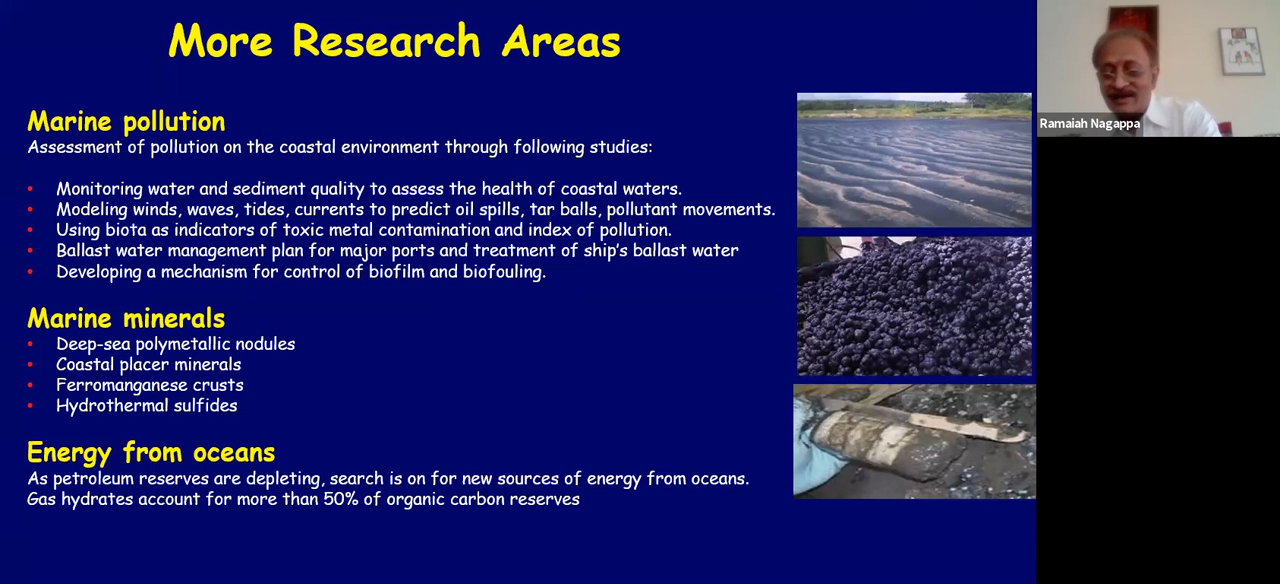 More Research Areas
Marine pollution
Assessment of pollution on the coastal environment through following studies:
• Monitoring water and sediment quality to assess the health of coastal waters.
• Modeling winds, waves, tides, currents to predict oil spills, tar balls, pollutant movements.
• Using biota as indicators of toxic metal contamination and index of pollution.
• Ballast water management plan for major ports and treatment of ship's ballast water
• Developing a mechanism for control of biofilm and biofouling.
Marine minerals
• Deep-sea polymetallic nodules
• Coastal placer minerals
• Ferromanganese crusts
• Hydrothermal sulfides
Energy from oceans
As petroleum reserves are depleting, search is on for new sources of energy from oceans.
Gas hydrates account for more than 50% of organic carbon reserves
Ramaiah Nagappa